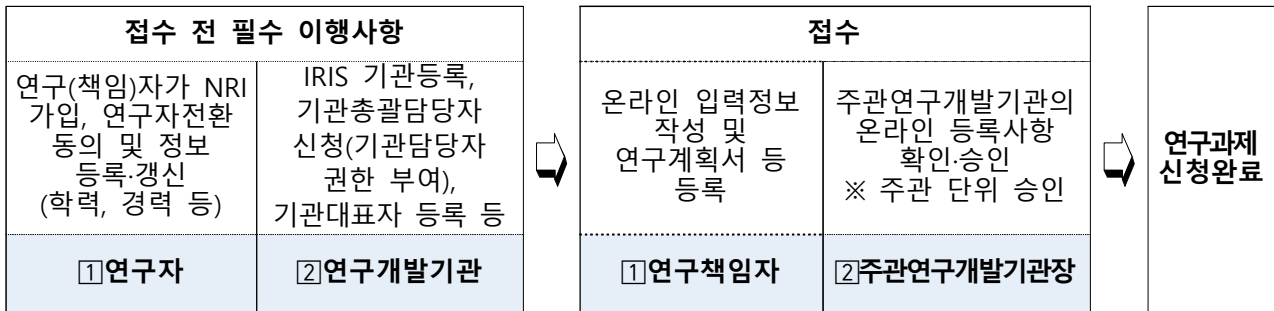 접수 전 필수 이행사항
연구(책임)자가 NRI
가입, 연구자전환
동의 및 정보
등록·갱신
(학력, 경력 등)
1연구자
IRIS 기관등록,
기관총괄담당자
신청(기관담당자
권한 부여),
기관대표자 등록 등
2연구개발기관
접수
온라인 입력정보
작성 및
연구계획서 등
등록
1연구책임자
주관연구개발기관의
온라인 등록사항
확인·승인
※ 주관 단위 승인
2주관연구개발기관장
연구과제
신청완료